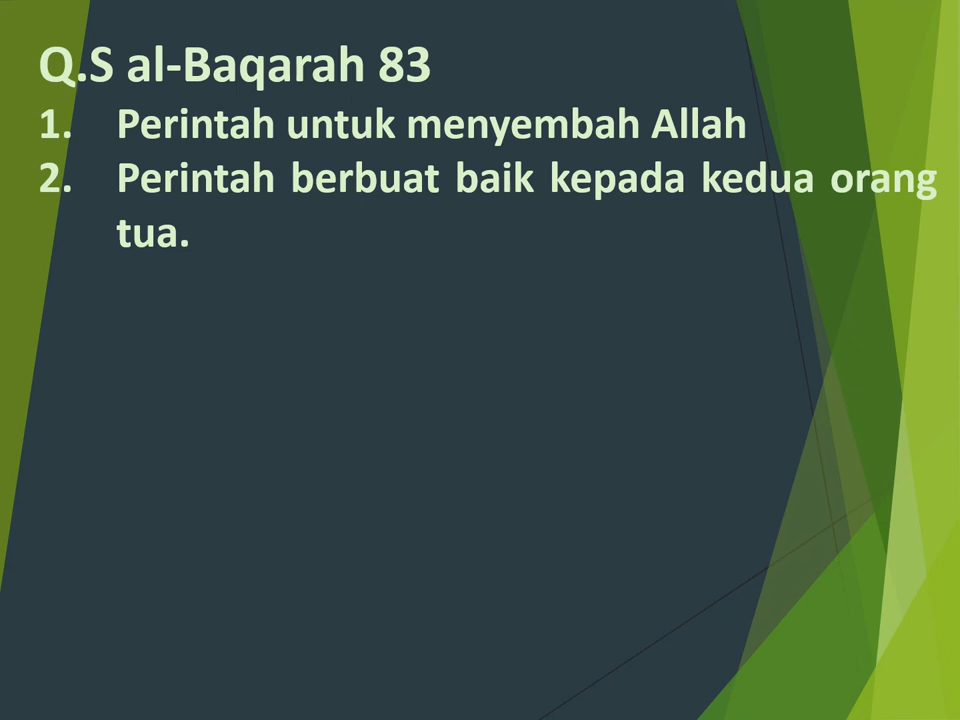 Q.S al-Baqarah 83
1. Perintah untuk menyembah Allah
2. Perintah berbuat baik kepada kedua orang
tua.